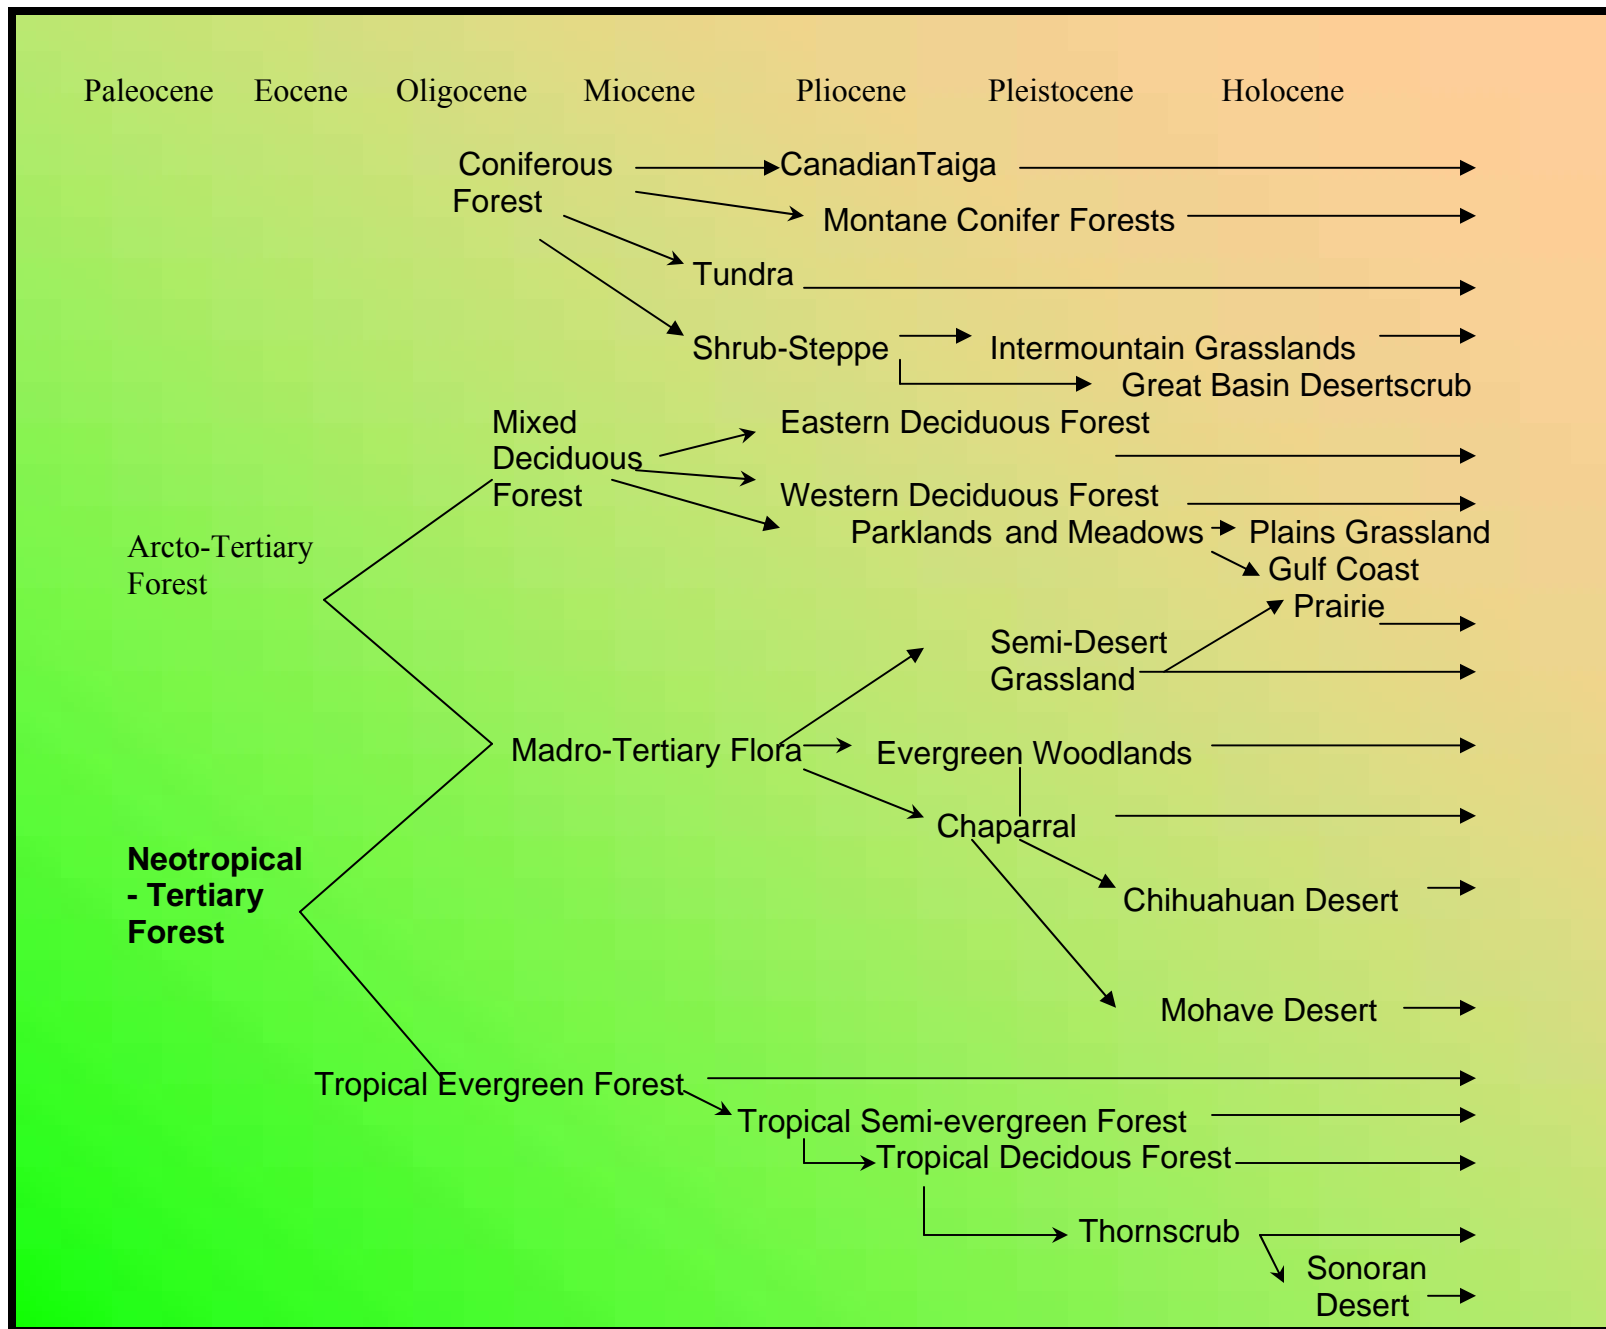 Paleocene Eocene Oligocene Miocene Pliocene Pleistocene Holocene
Coniferous
Forest
CanadianTaiga
Montane Conifer Forests
Tundra
Shrub-Steppe
Intermountain Grasslands
Great Basin Desertscrub
Mixed
Deciduous
Forest
Eastern Deciduous Forest
Western Deciduous Forest
Parklands and Meadows
Plains Grassland
Gulf Coast
Prairie
Arcto-Tertiary
Forest
Semi-Desert
Grassland
Madro-Tertiary Flora
Evergreen Woodlands
Chaparral
Neotropical
- Tertiary
Forest
Chihuahuan Desert
Mohave Desert
Tropical Evergreen Forest
Tropical Semi-evergreen Forest
Tropical Decidous Forest
Thornscrub
Sonoran
Desert